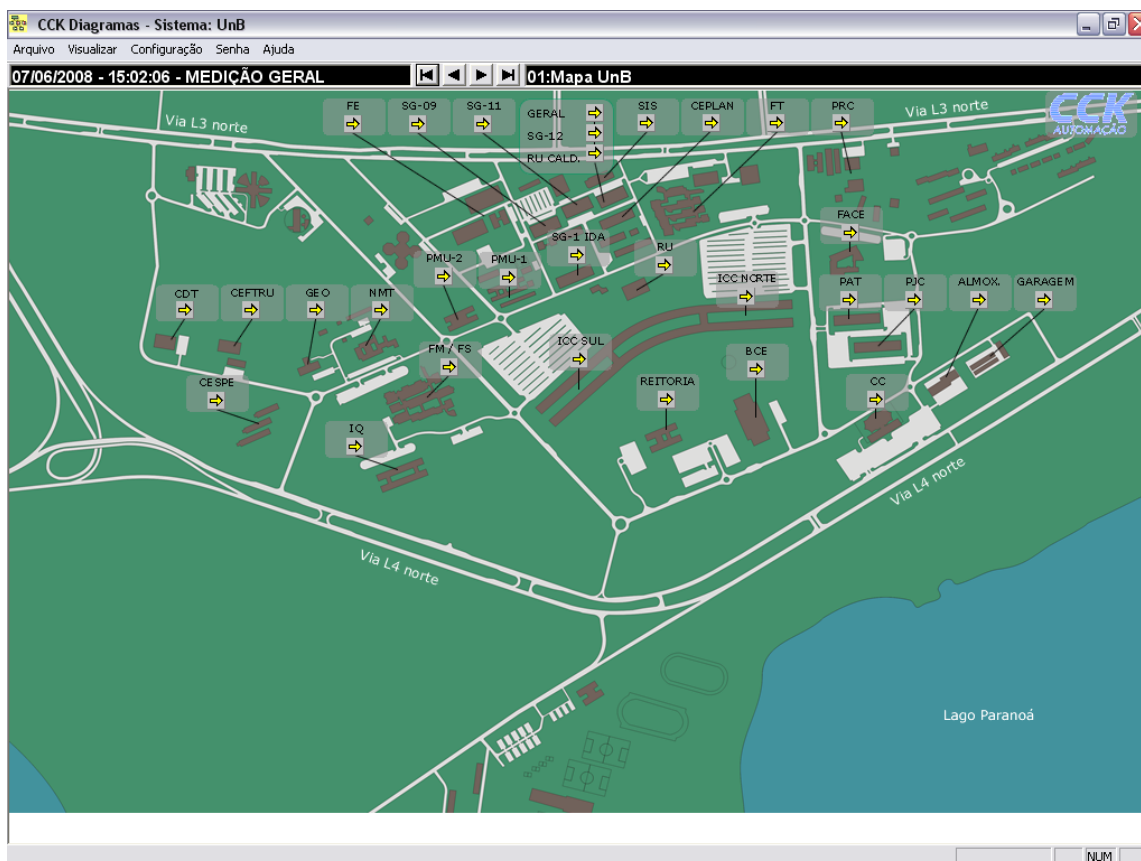 CCK Diagramas - Sistema: UnB
Arquivo Visualizar Configuração Senha Ajuda
07/06/2008 - 15:02:06 - MEDIÇÃO GERAL
01:Mapa UnB
FE
SG-09
SG-11
GERAL
SG-12
RU CALD.
SIS
CEPLAN
FT
PRC
Via L3 norte
Via L3 norte
CCK
AUTOMAÇÃO
FACE
SG-1 IDA
RU
PMU-2
PMU-1
ICC NORTE
PAT
PJC
ALMOX.
GARAGEM
CDT
CEFTRU
GEO
NMT
FM / FS
ICC SUL
BCE
CESPE
REITORIA
CC
IQ
Via L4 norte
Via L4 norte
Lago Paranoá
NUM